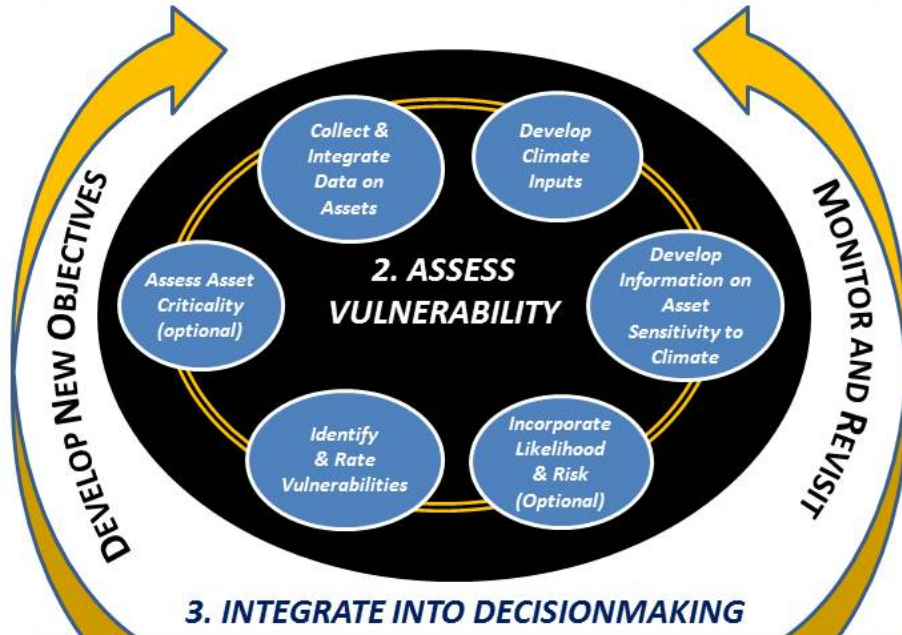 Collect &
Integrate
Data on
Assets
Develop
Climate
Inputs
Assess Asset
Criticality
(optional)
2. ASSESS
VULNERABILITY
Develop
Information on
Asset
Sensitivity to
Climate
Identify
& Rate
Vulnerabilities
Incorporate
Likelihood
& Risk
(Optional)
DEVELOP NEW OBJECTIVES
MONITOR AND REVISIT
3. INTEGRATE INTO DECISIONMAKING